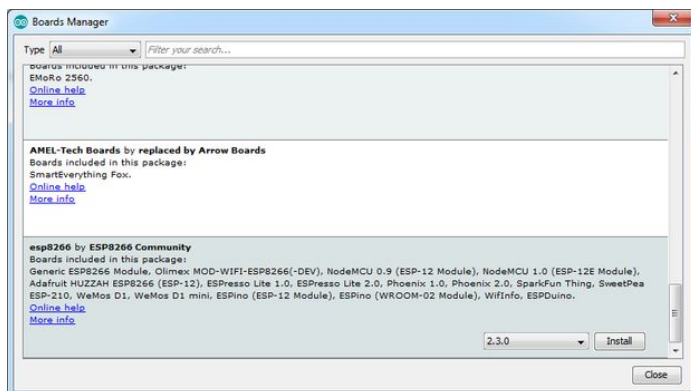 Boards Manager
Type All Filter your search...
Boards included in this package:
EMoRo 2560.
Online help
More info
AMEL-Tech Boards by replaced by Arrow Boards
Boards included in this package:
SmartEverything Fox.
Online help
More info
esp8266 by ESP8266 Community
Boards included in this package:
Generic ESP8266 Module, Olimex MOD-WIFI-ESP8266(-DEV), NodeMCU 0.9 (ESP-12 Module), NodeMCU 1.0 (ESP-12E Module),
Adafruit HUZZAH ESP8266 (ESP-12), ESPresso Lite 1.0, ESPresso Lite 2.0, Phoenix 1.0, Phoenix 2.0, SparkFun Thing, SweetPea
ESP-210, WeMos D1, WeMos D1 mini, ESPino (ESP-12 Module), ESPino (WROOM-02 Module), WifInfo, ESPDuino.
Online help
More info
2.3.0 Install
Close